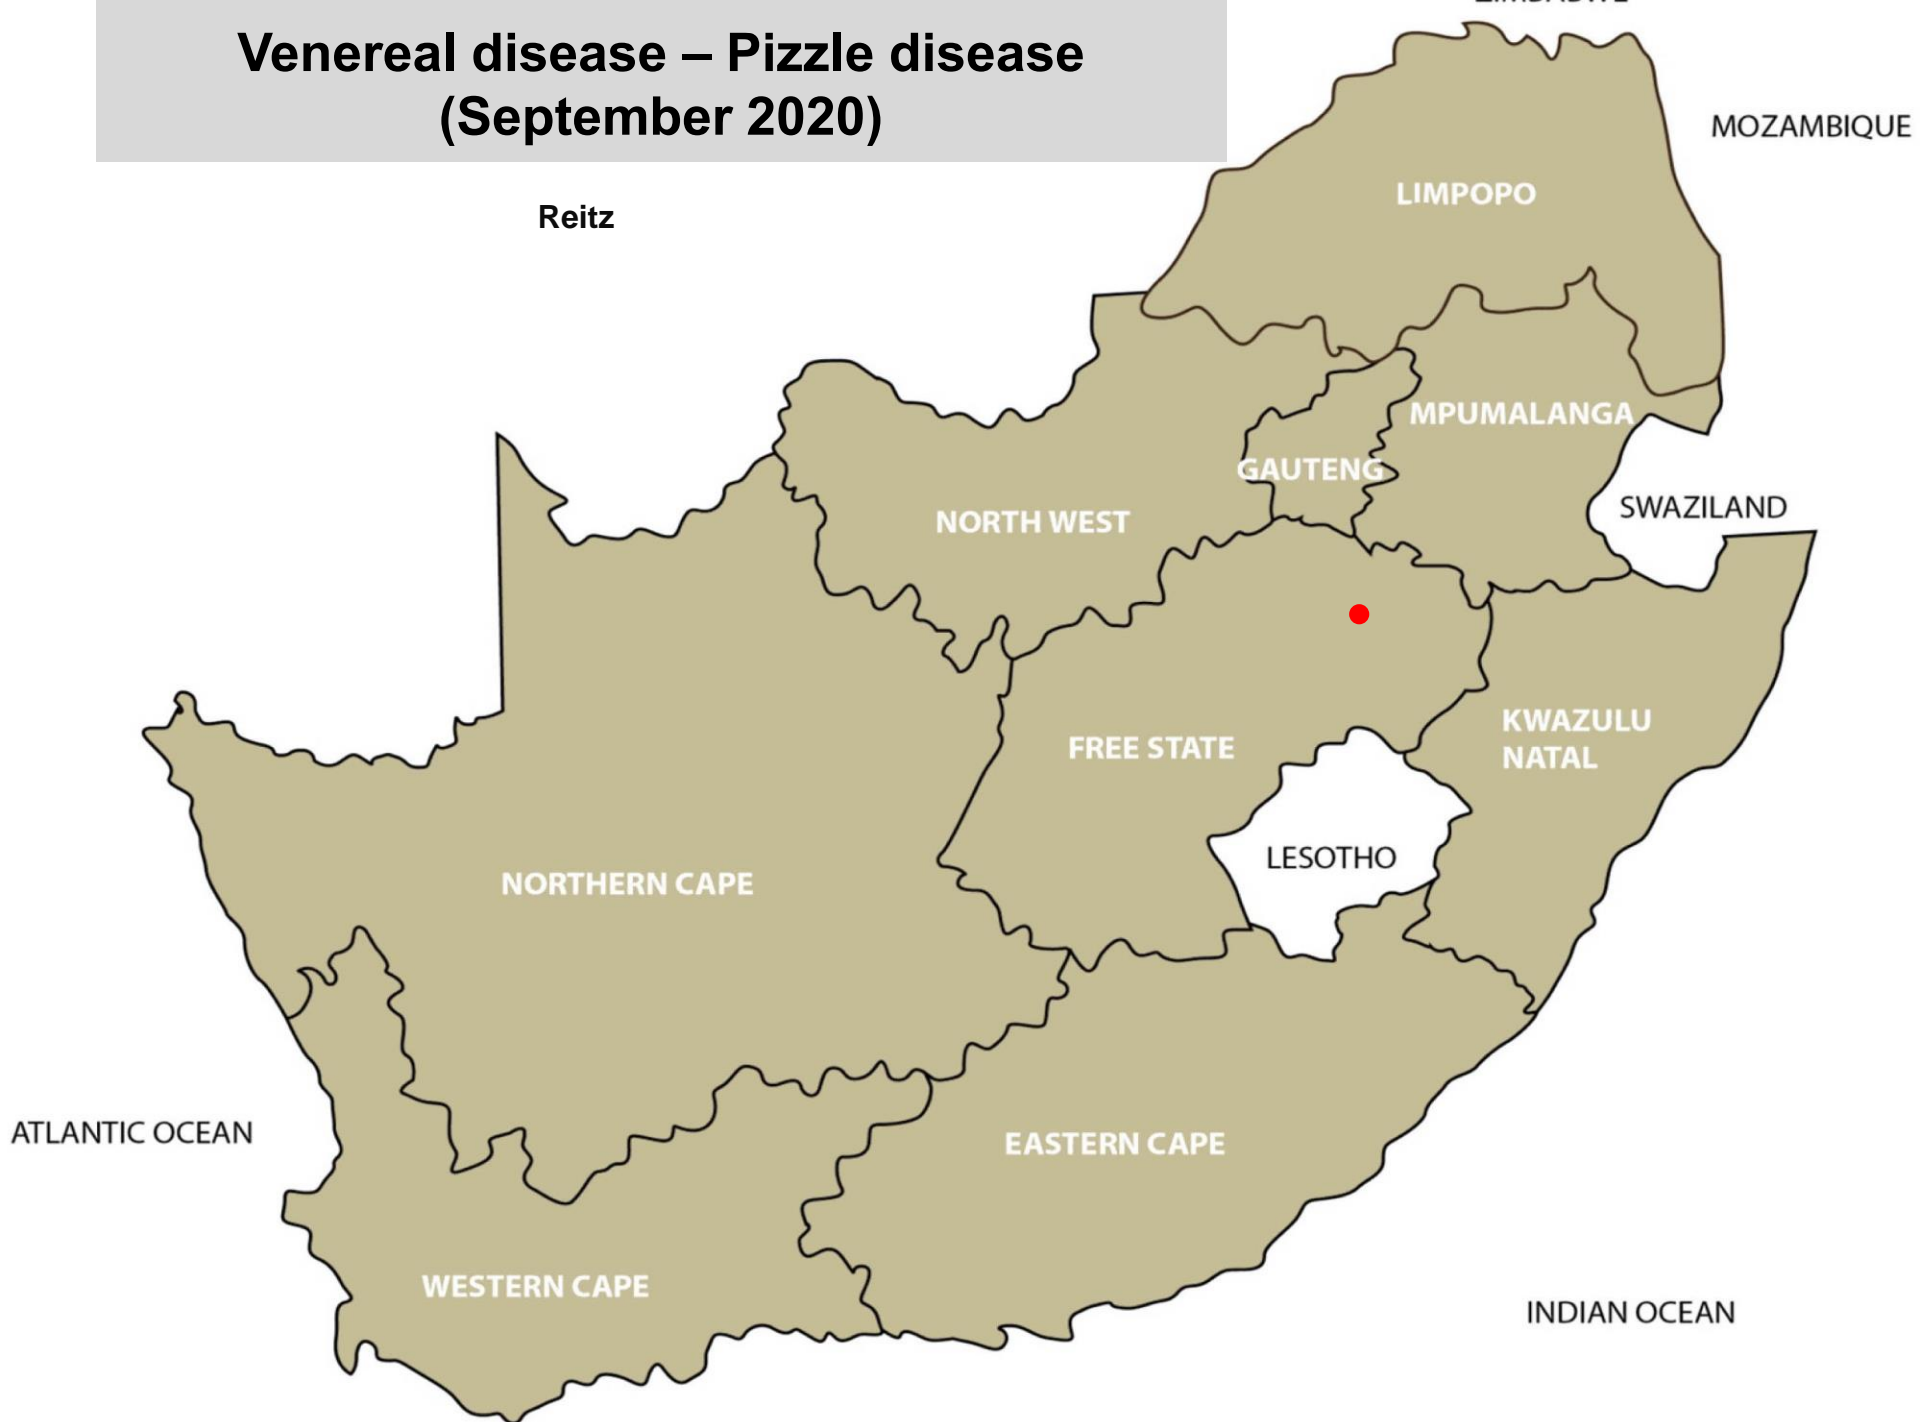 Venereal disease – Pizzle disease
(September 2020)
Reitz
MOZAMBIQUE
LIMPOPO
MPUMALANGA
GAUTENG
SWAZILAND
NORTH WEST
KWAZULU
NATAL
FREE STATE
LESOTHO
NORTHERN CAPE
ATLANTIC OCEAN
EASTERN CAPE
WESTERN CAPE
INDIAN OCEAN